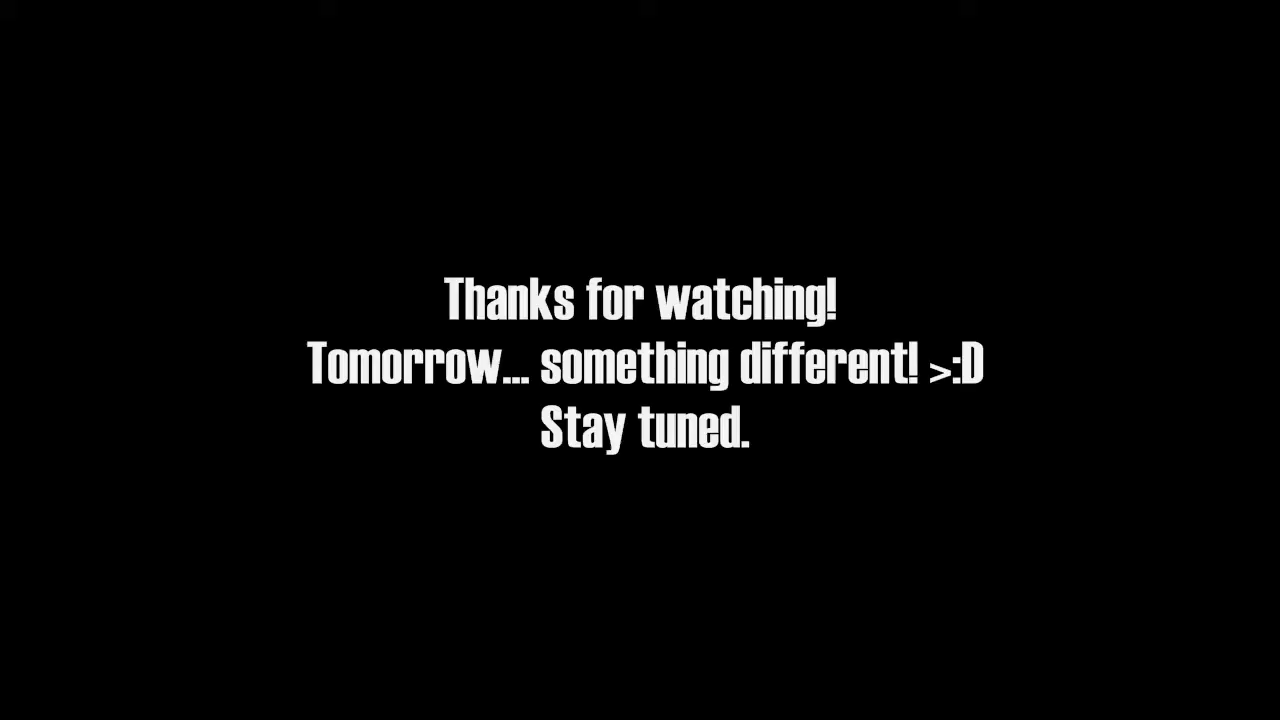 Thanks for watching!
Tomorrow... something different! >:D
Stay tuned.